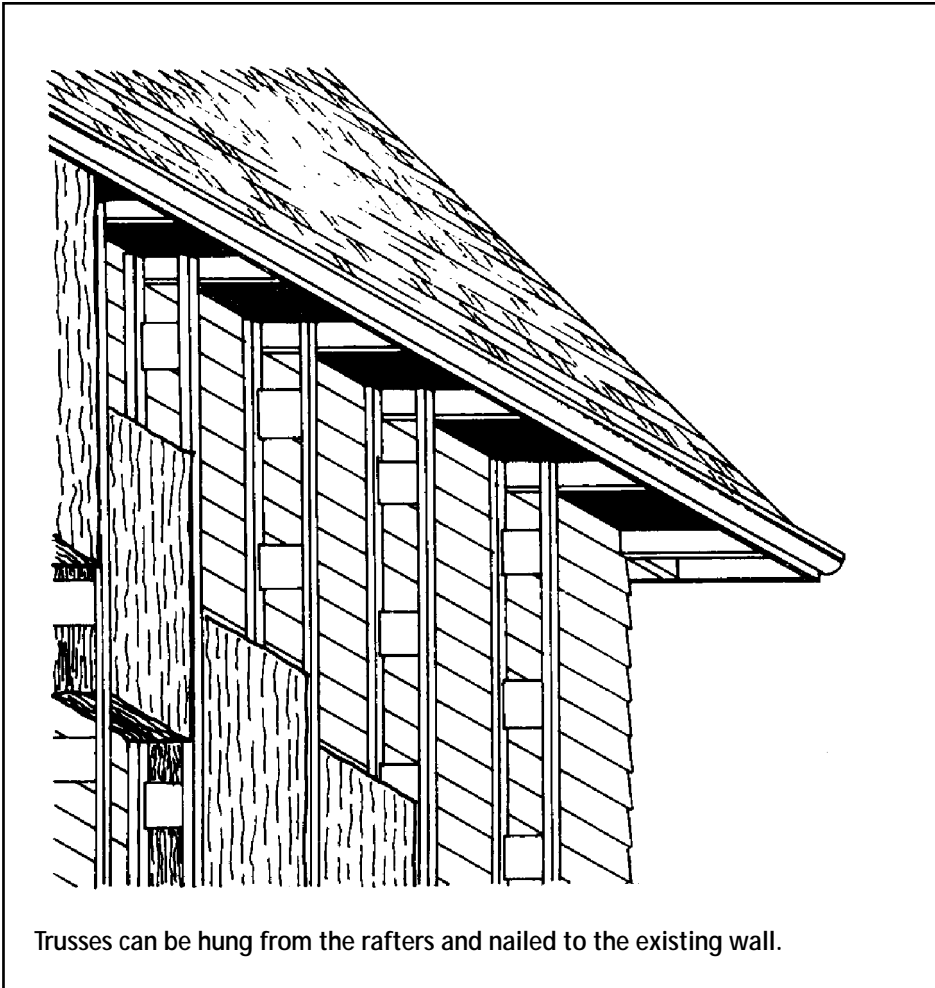 Trusses can be hung from the rafters and nailed to the existing wall.